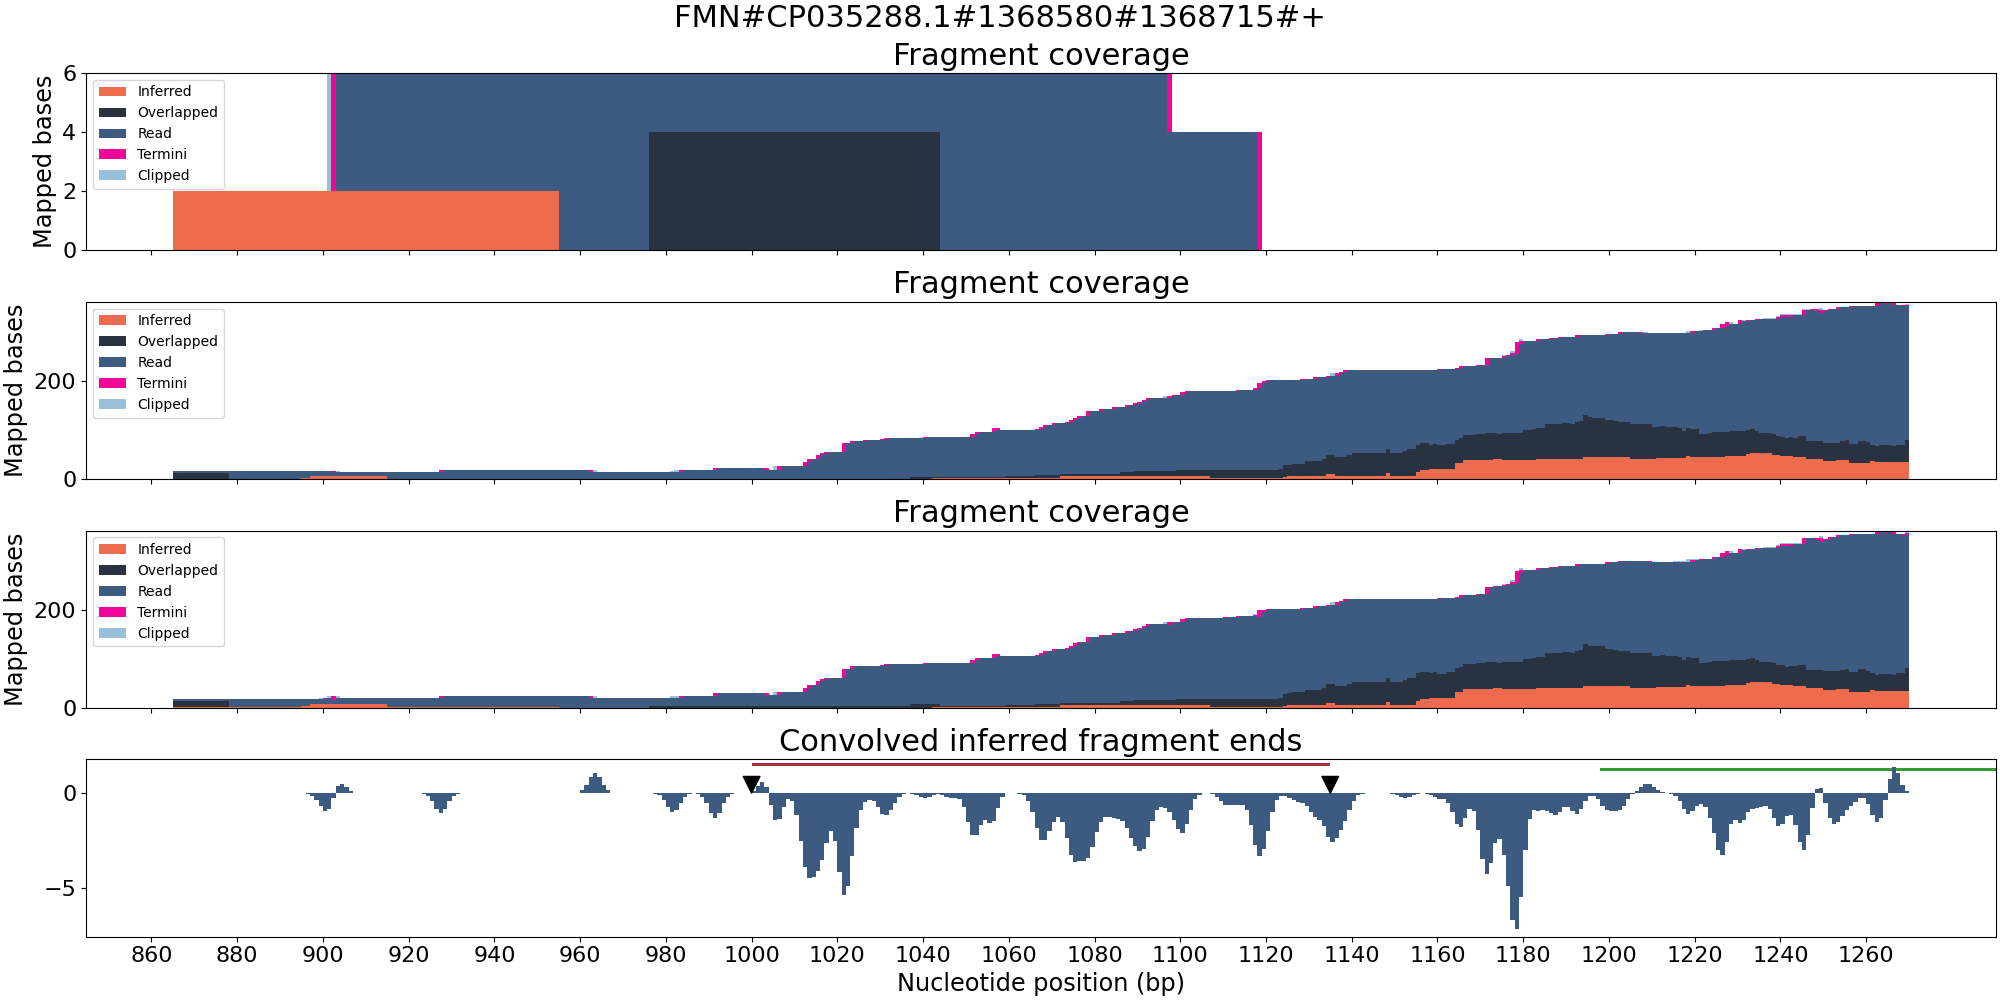 FMN#CP035288.1#1368580#1368715#+
Fragment coverage
Mapped bases
6
4
2
0
Inferred
Overlapped
Read
Termini
Clipped
Fragment coverage
Mapped bases
200
0
Inferred
Overlapped
Read
Termini
Clipped
Fragment coverage
Mapped bases
200
0
Inferred
Overlapped
Read
Termini
Clipped
Convolved inferred fragment ends
0
−5
860 880 900 920 940 960 980 1000 1020 1040 1060 1080 1100 1120 1140 1160 1180 1200 1220 1240 1260
Nucleotide position (bp)